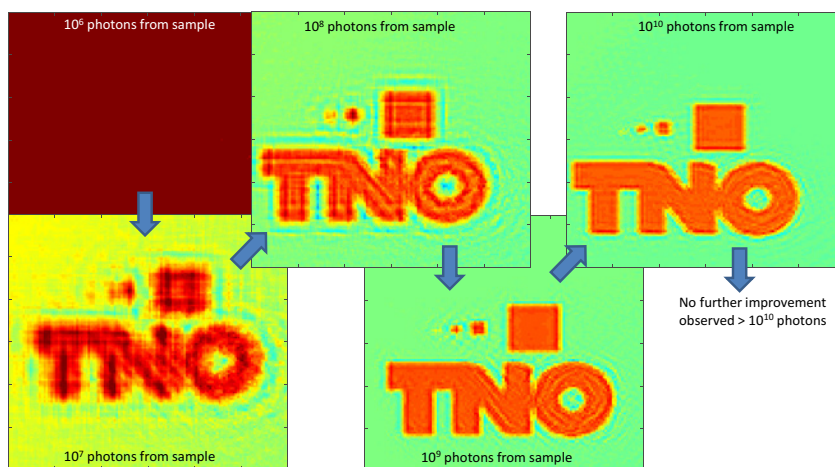 10⁶ photons from sample
10⁸ photons from sample
10¹⁰ photons from sample
TNO
TNO
TNO
TNO
No further improvement
observed > 10¹⁰ photons
10⁷ photons from sample
10⁹ photons from sample